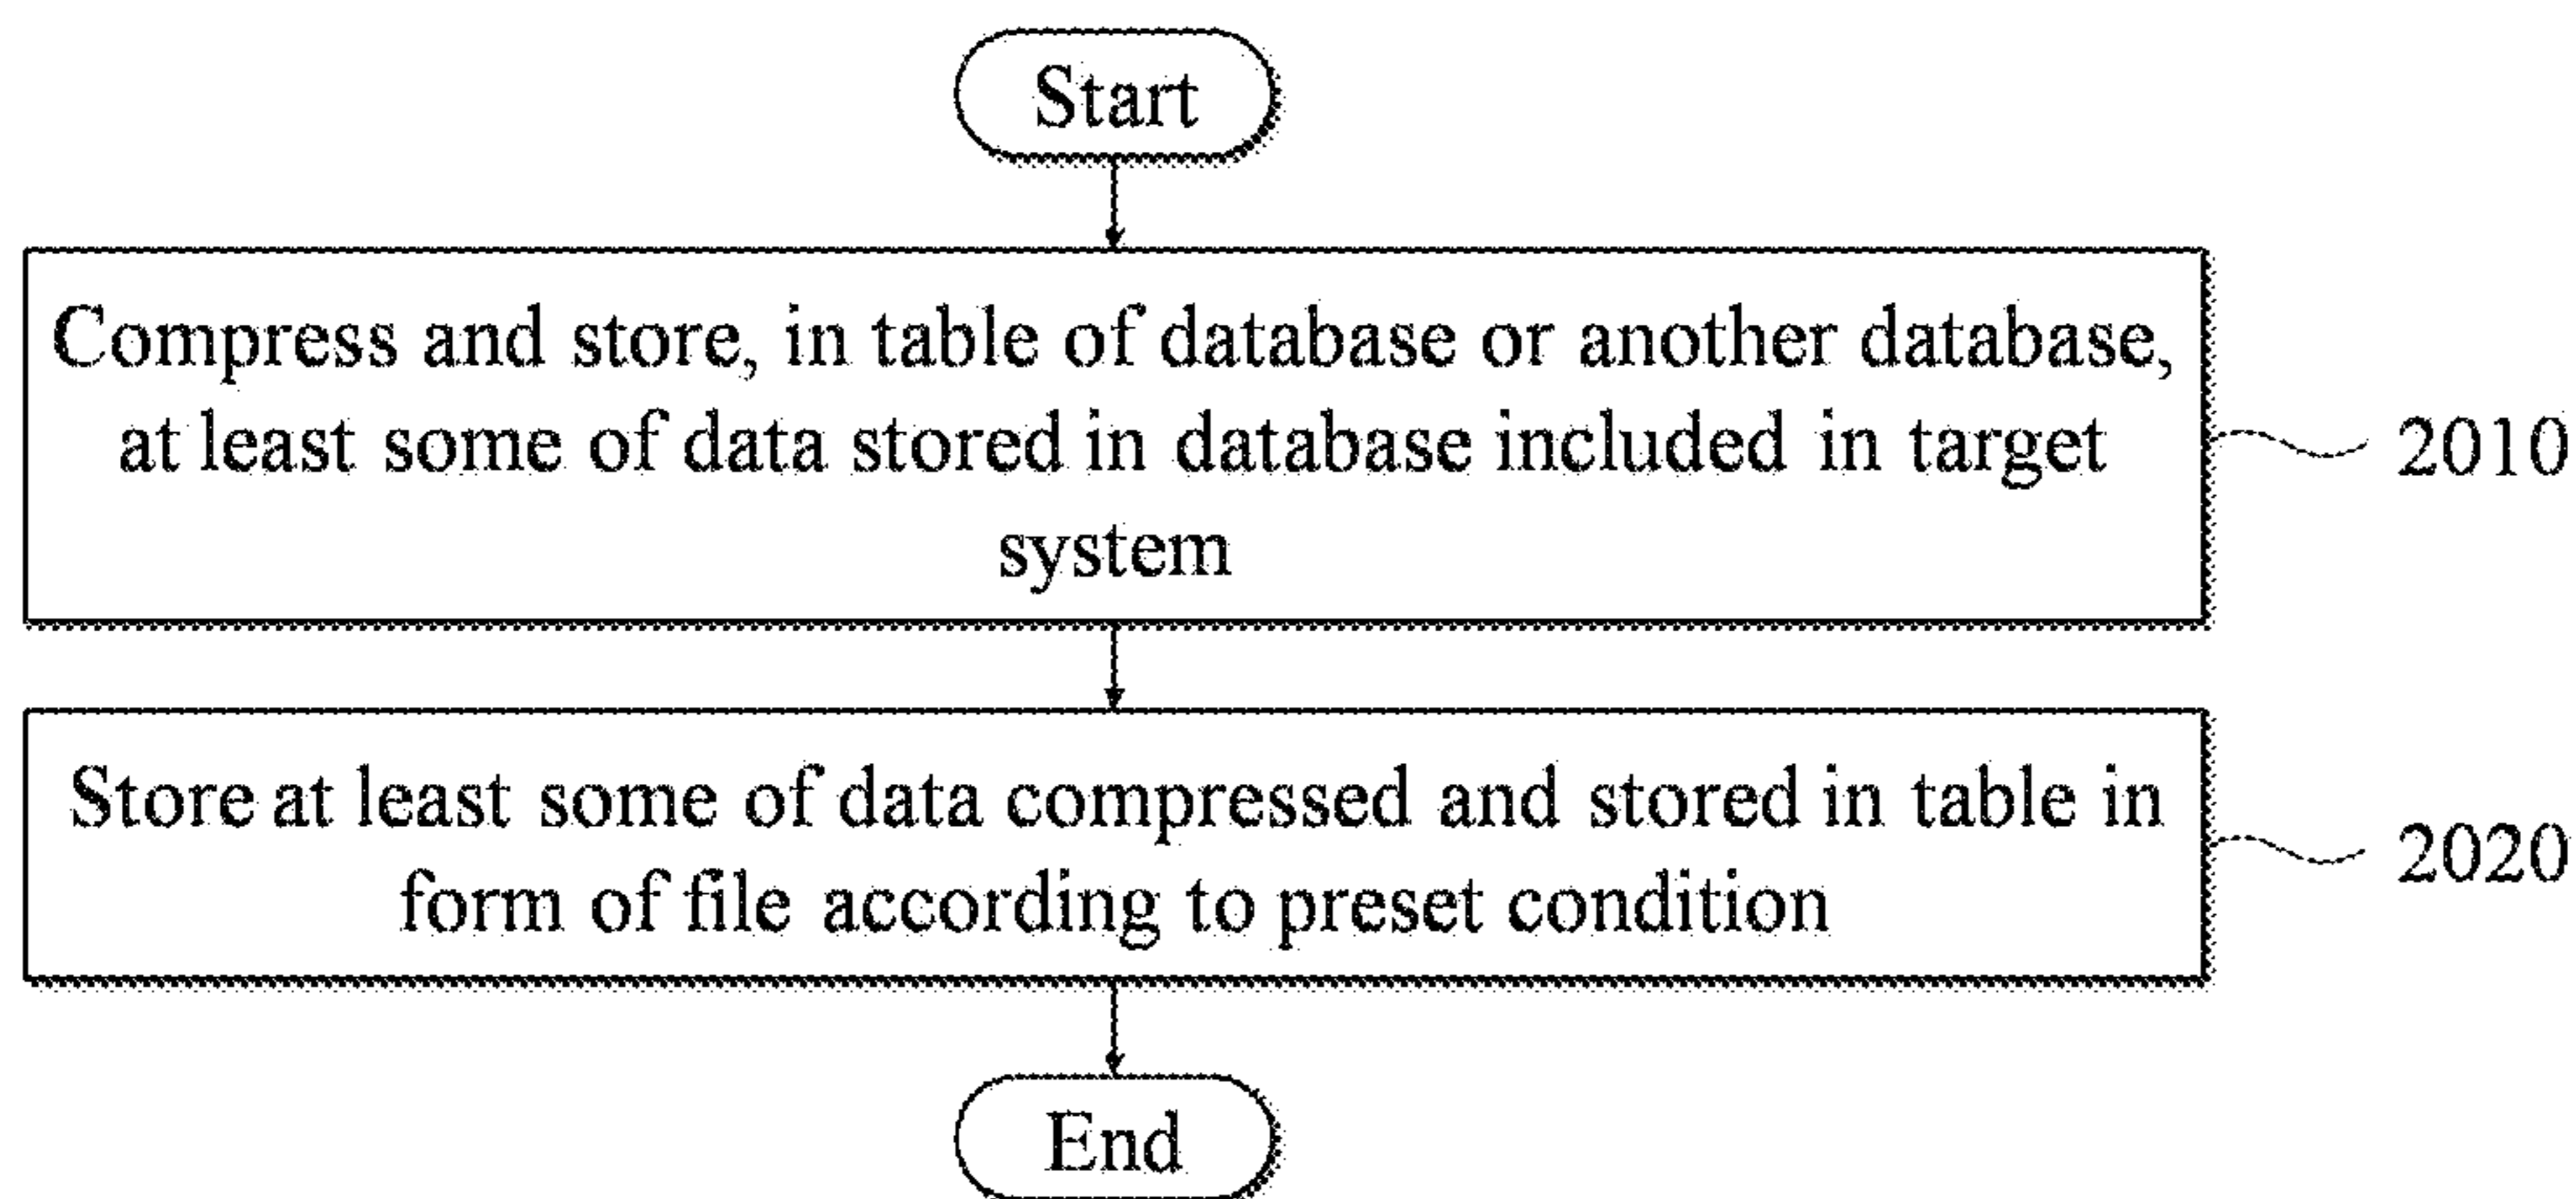 Start
Compress and store, in table of database or another database,
at least some of data stored in database included in target
system
2010
Store at least some of data compressed and stored in table in
form of file according to preset condition
2020
End